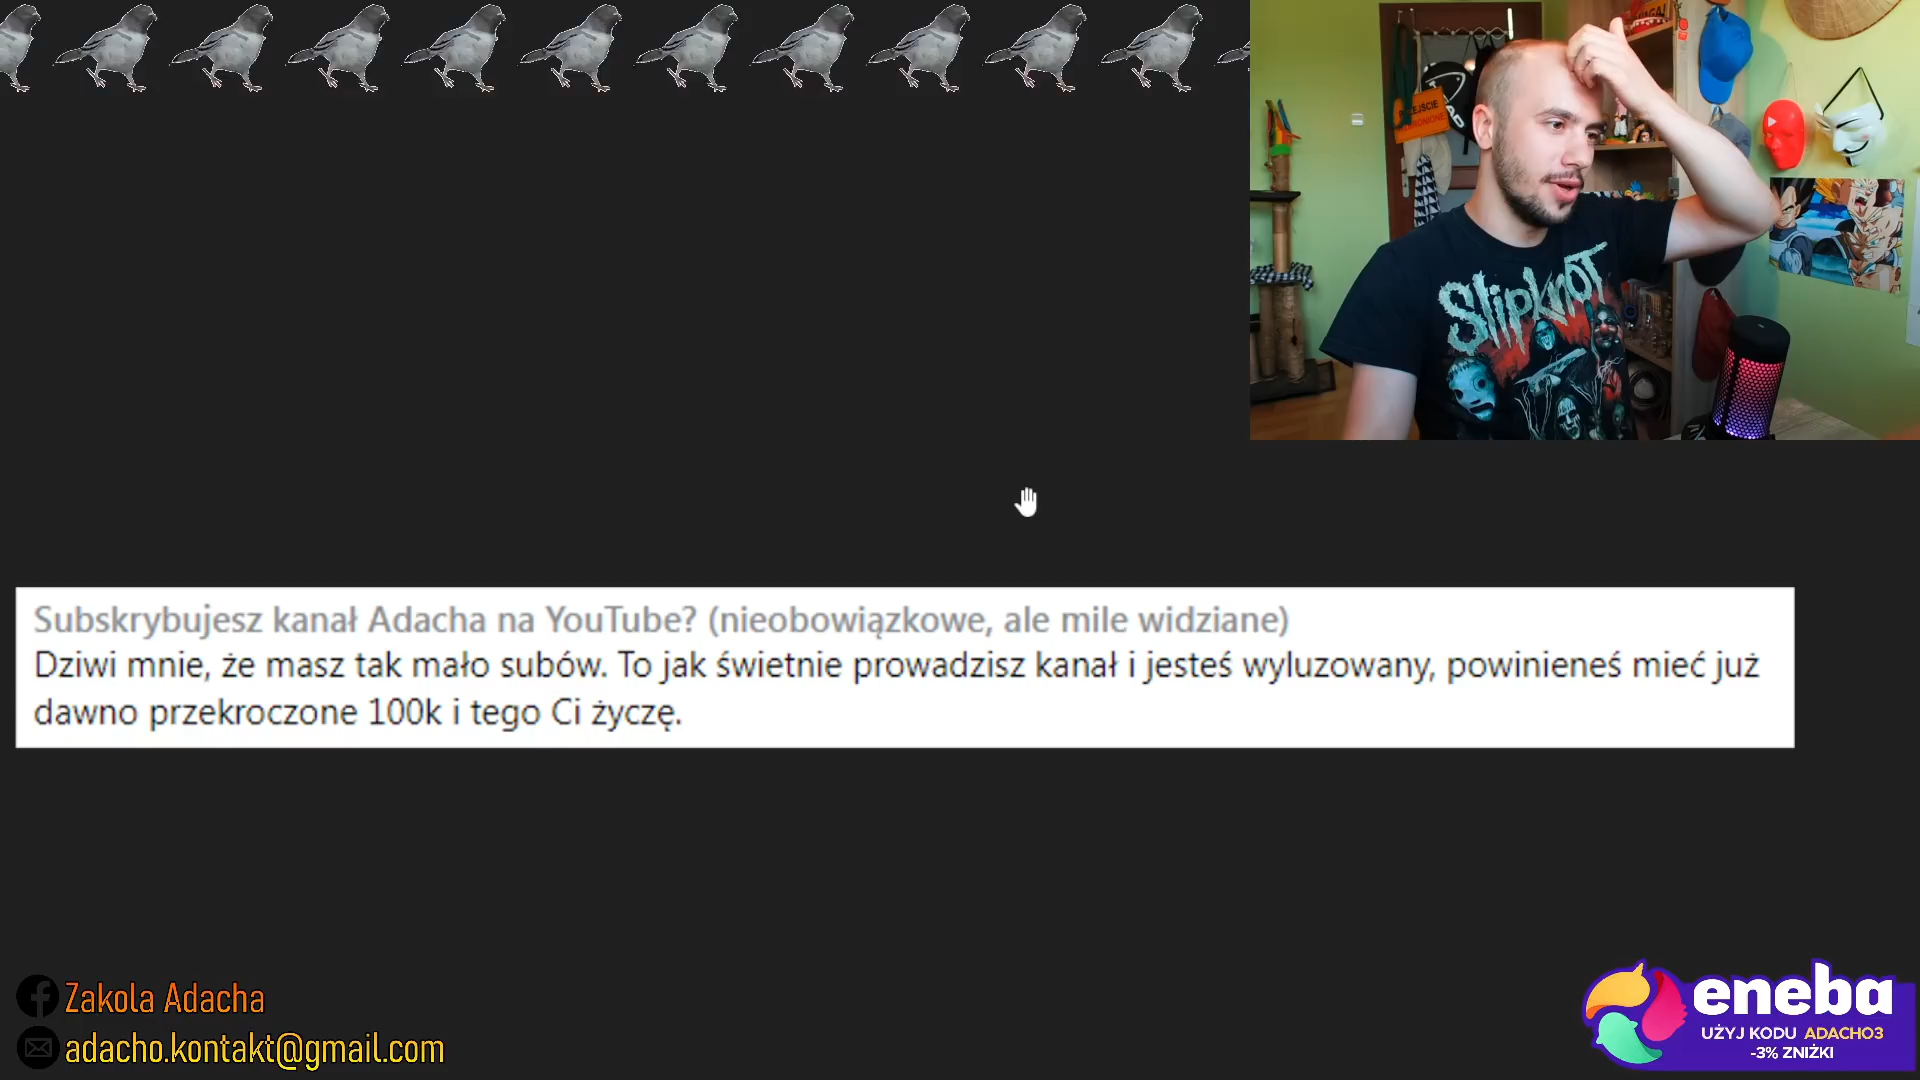 Slipknot
Subskrybujesz kanał Adacha na YouTube? (nieobowiązkowe, ale mile widziane)
Dziwi mnie, że masz tak mało subów. To jak świetnie prowadzisz kanał i jesteś wyluzowany, powinieneś mieć już
dawno przekroczone 100k i tego Ci życzę.
Zakola Adacha
adacho.kontakt@gmail.com
eneba
UŻYJ KODU ADACHO3
-3% ZNIŻKI